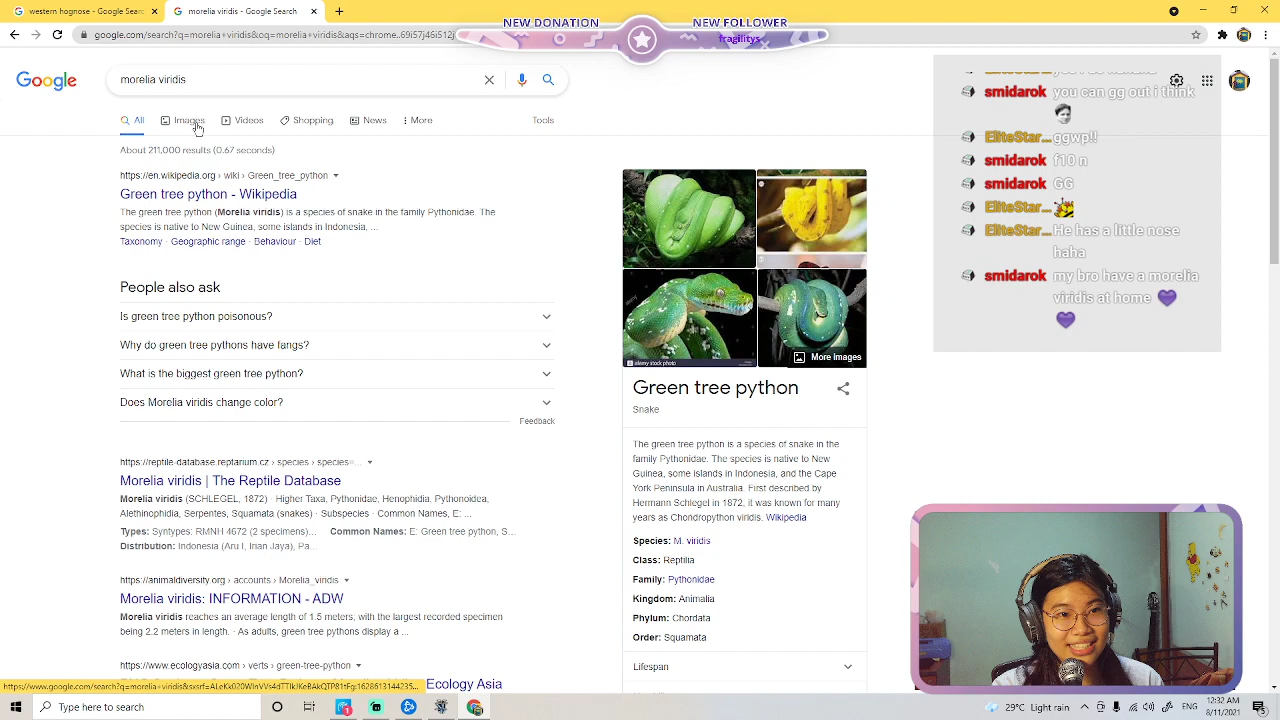 western hognose - Google Search
morelia viridis - Google Search
NEW DONATION
NEW FOLLOWER
fragilitys
google.com/search?q=morelia+viridis&oq=morelia+viridis&aqs=chrome..69i57j46i512j
Google
morelia viridis
All
Images
Videos
Shopping
News
More
Tools
About 211,000 results (0.67 seconds)
https://en.wikipedia.org › wiki › Green_tree_python
Green tree python - Wikipedia
The green tree python (Morelia viridis) is a species of snake in the family Pythonidae. The
species is native to New Guinea, some islands in Indonesia, ...
Taxonomy · Geographic range · Behaviour · Diet
People also ask
Is green tree python poisonous?
Why do green tree pythons have fangs?
What is the biggest green tree python?
Does Morelia viridis change color?
Feedback
https://reptile-database.reptarium.cz › species › species=...
Morelia viridis | The Reptile Database
Morelia viridis (SCHLEGEL, 1872) · Higher Taxa, Pythonidae, Henophidia, Pythonoidea,
Alethinophidia, Serpentes, Squamata (snakes) · Subspecies · Common Names, E: ...
Types: Syntypes: RMNH 4672 (2 specimens)... Common Names: E: Green tree python, S...
Distribution: Indonesia (Aru I, Irian Jaya), Pa...
https://animaldiversity.org › accounts › Morelia_viridis
Morelia viridis: INFORMATION - ADW
Morelia viridis reaches an average length of 1.5 meters, with the largest recorded specimen
being 2.2 meters in length. · As adults, green tree pythons display a ...
https://www.ecologyasia.com › verts › green-tree-python
Ecology Asia
alamy
alamy stock photo
More images
Green tree python
Snake
The green tree python is a species of snake in the
family Pythonidae. The species is native to New
Guinea, some islands in Indonesia, and the Cape
York Peninsula in Australia. First described by
Hermann Schlegel in 1872, it was known for many
years as Chondropython viridis. Wikipedia
Species: M. viridis
Class: Reptilia
Family: Pythonidae
Kingdom: Animalia
Phylum: Chordata
Order: Squamata
Lifespan
smidarok you can gg out i think
EliteStar... ggwp!!
smidarok f10 n
smidarok GG
EliteStar...
EliteStar... He has a little nose
haha
smidarok my bro have a morelia
viridis at home
Type here to search
29°C Light rain
12:32 AM